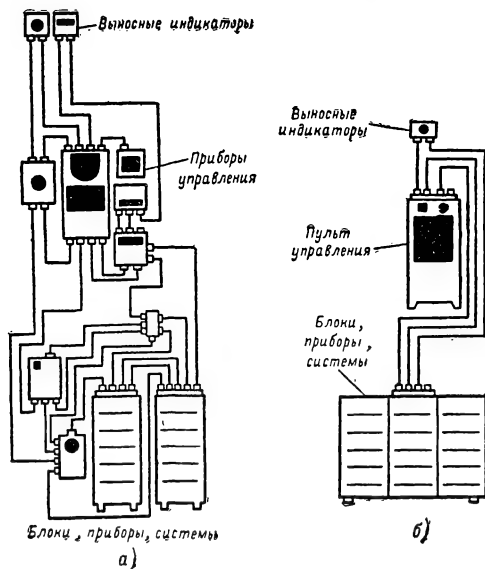 Выносные индикаторы
Приборы
управления
Блоки, приборы, системы
а)
Выносные
индикаторы
Пульт
управления
Блоки,
приборы,
системы
б)